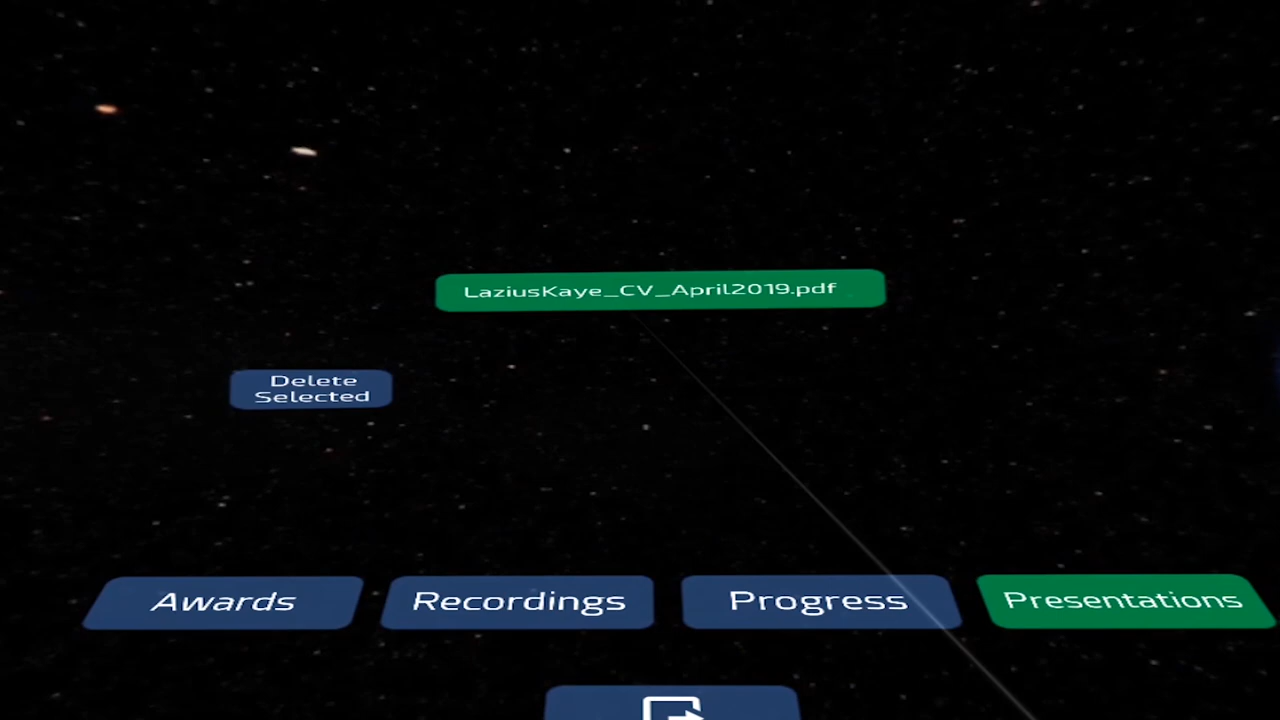 LaziusKaye_CV_April2019.pdf
Delete
Selected
Awards
Recordings
Progress
Presentations